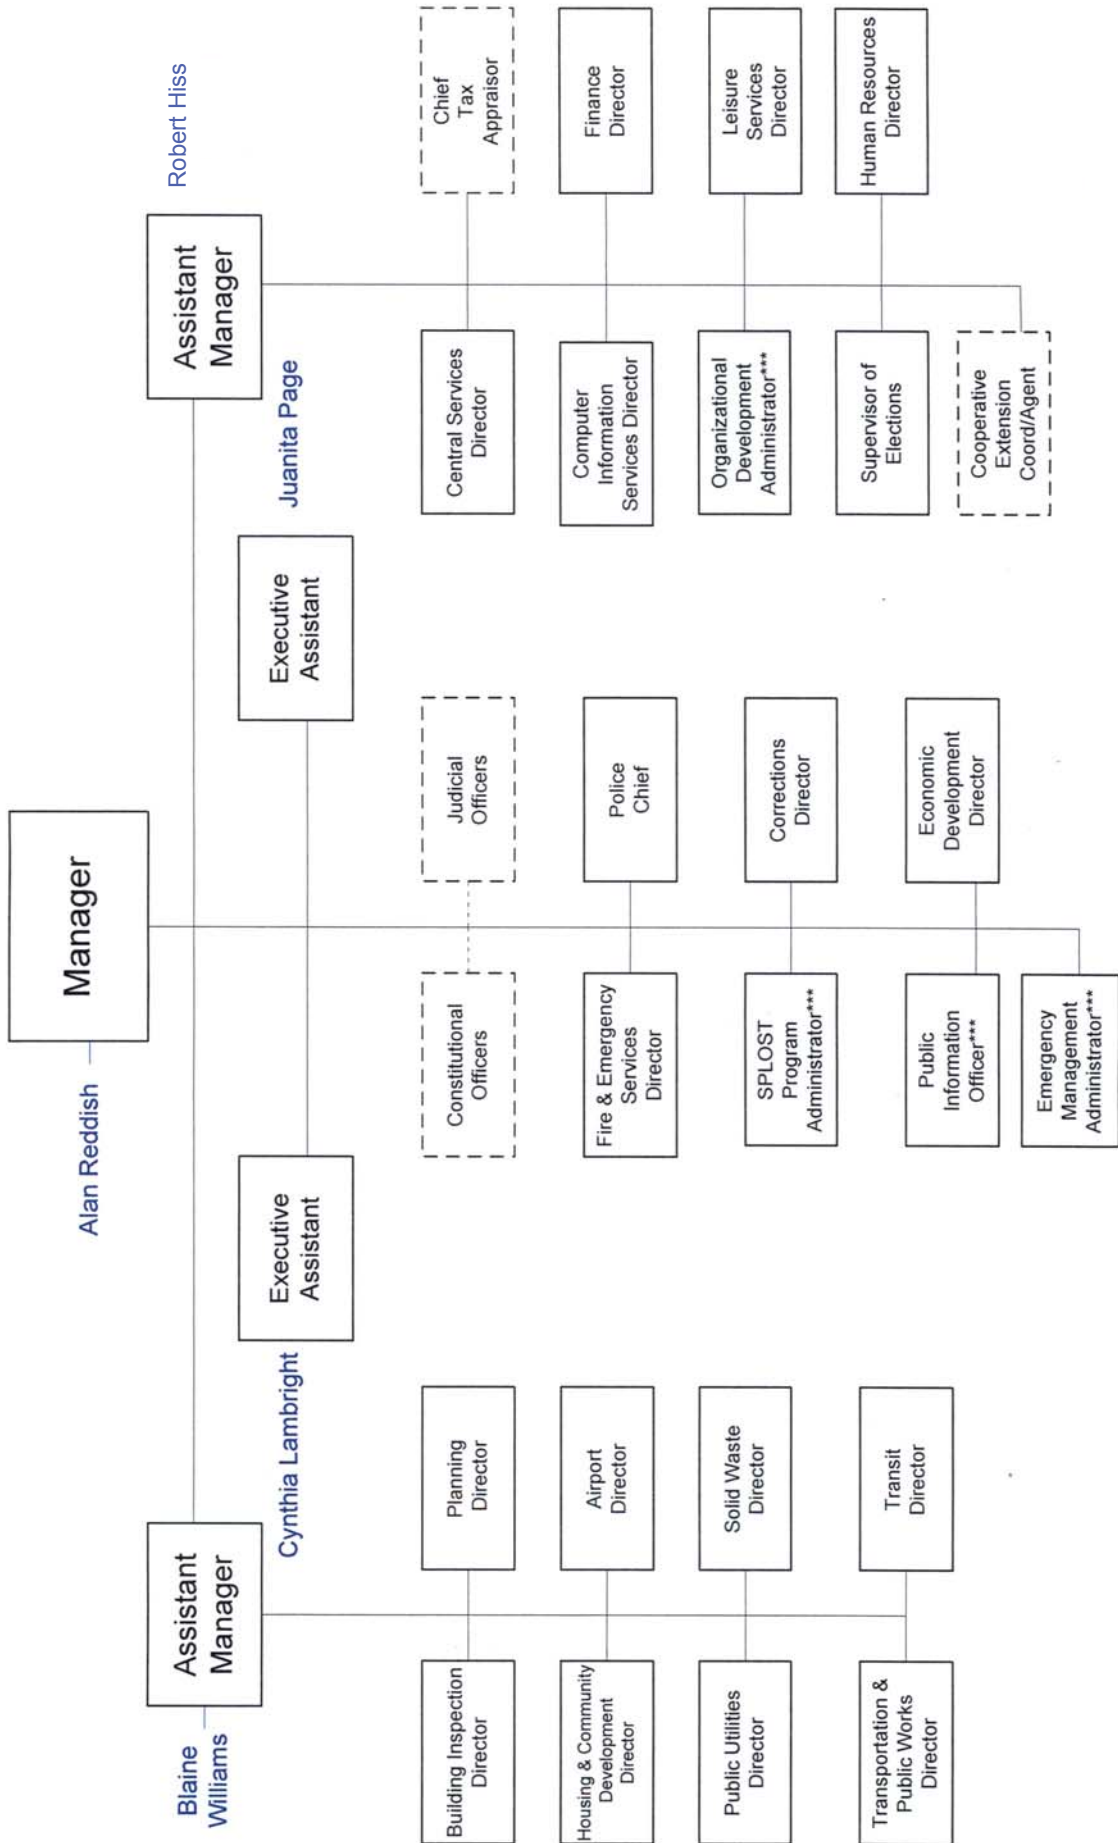 Manager
Alan Reddish
Assistant
Manager
Blaine
Williams
Assistant
Manager
Robert Hiss
Executive
Assistant
Cynthia Lambright
Executive
Assistant
Juanita Page
Building Inspection
Director
Planning
Director
Housing & Community
Development
Director
Airport
Director
Public Utilities
Director
Solid Waste
Director
Transportation &
Public Works
Director
Transit
Director
Constitutional
Officers
Judicial
Officers
Fire & Emergency
Services
Director
Police
Chief
SPLOST
Program
Administrator***
Corrections
Director
Public
Information
Officer***
Economic
Development
Director
Emergency
Management
Administrator***
Central Services
Director
Chief
Tax
Appraisor
Computer
Information
Services Director
Finance
Director
Organizational
Development
Administrator***
Leisure
Services
Director
Supervisor of
Elections
Human Resources
Director
Cooperative
Extension
Coord/Agent